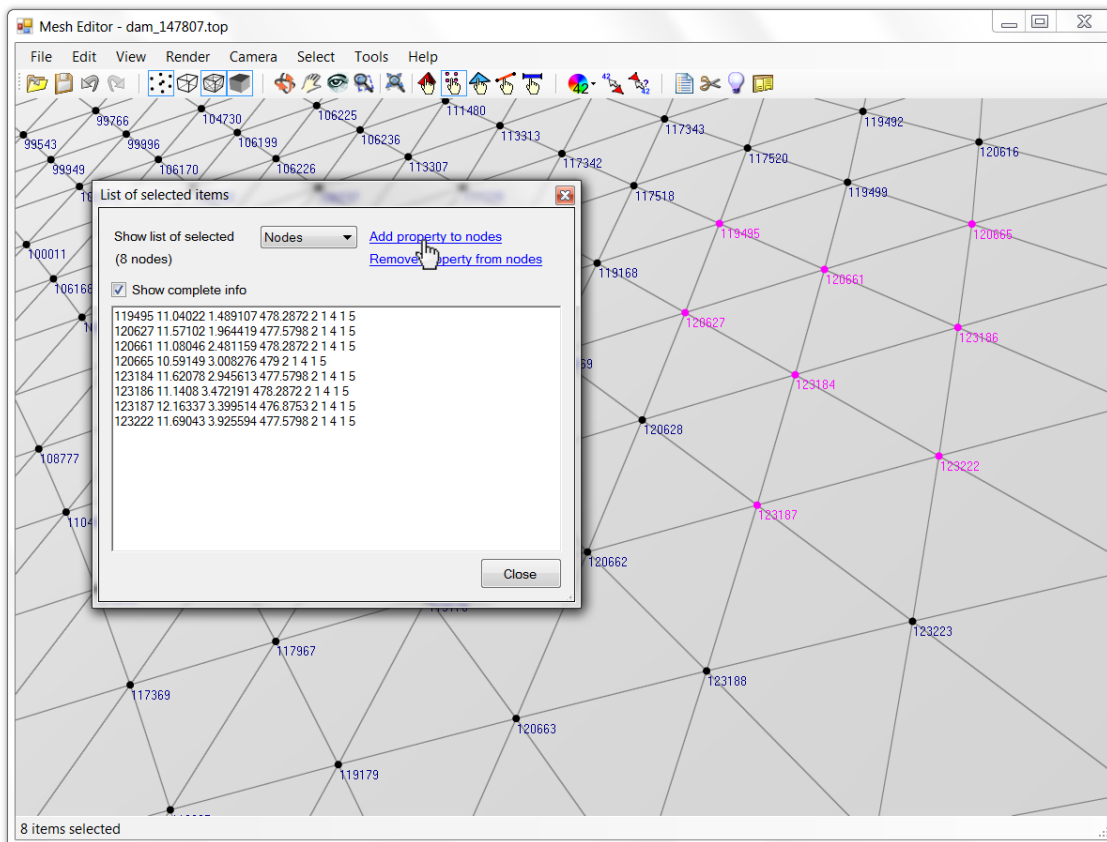 Mesh Editor - dam_147807.top
File Edit View Render Camera Select Tools Help
42 42 42
99766 104730 106225 111480 119492
99543 99996 106199 106236 113313 117343 120616
99949 106170 106226 113307 117342 117520
117518 119499
List of selected items
119495 120665
Show list of selected Nodes Add property to nodes
100011 (8 nodes) Remove property from nodes
119168 120661
106168 Show complete info
119495 11.04022 1.489107 478.2872 2 1 4 1 5
120627 11.57102 1.964419 477.5798 2 1 4 1 5
120661 11.08046 2.481159 478.2872 2 1 4 1 5
120665 10.59149 3.008276 479 2 1 4 1 5
123184 11.62078 2.945613 477.5798 2 1 4 1 5
123186 11.1408 3.472191 478.2872 2 1 4 1 5
123187 12.16337 3.399514 476.8753 2 1 4 1 5
123222 11.69043 3.925594 477.5798 2 1 4 1 5
120627
123186
123184
120628
108777 123222
123187
120662
Close
123223
117967
123188
117369
120663
119179
8 items selected